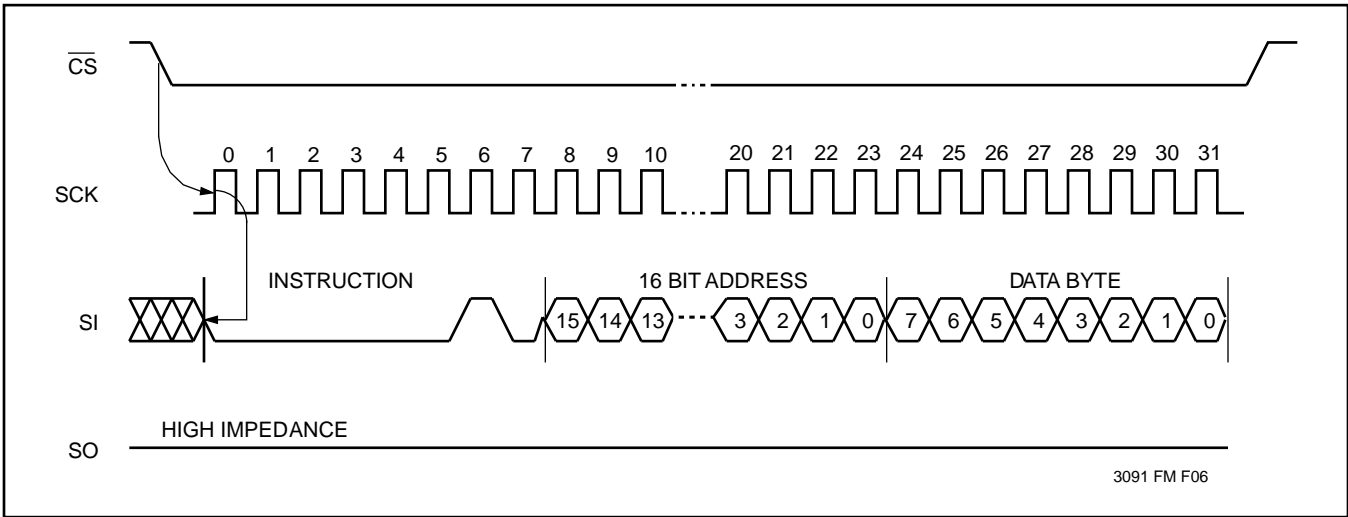 CS
0 1 2 3 4 5 6 7 8 9 10 20 21 22 23 24 25 26 27 28 29 30 31
SCK
INSTRUCTION 16 BIT ADDRESS DATA BYTE
SI 15 14 13 3 2 1 0 7 6 5 4 3 2 1 0
HIGH IMPEDANCE
SO
3091 FM F06